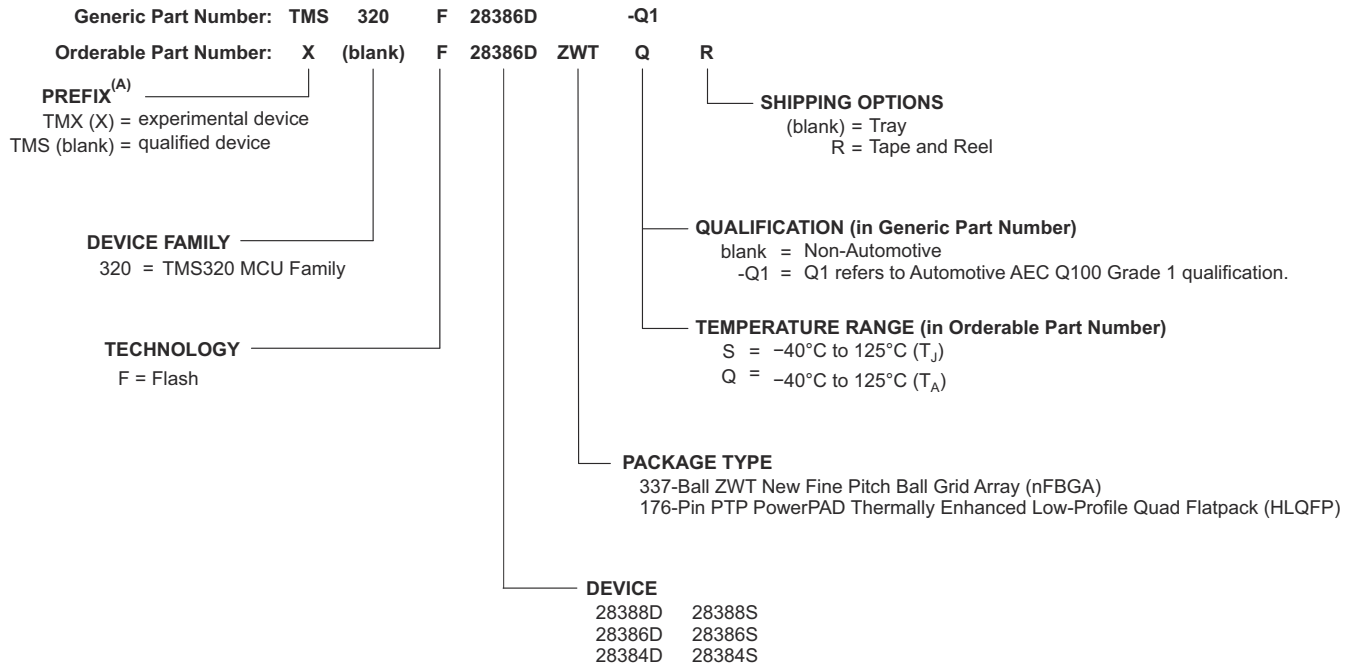 Generic Part Number: TMS 320 F 28386D -Q1
Orderable Part Number: X (blank) F 28386D ZWT Q R
PREFIX(A)
TMX (X) = experimental device
TMS (blank) = qualified device
SHIPPING OPTIONS
(blank) = Tray
R = Tape and Reel
DEVICE FAMILY
320 = TMS320 MCU Family
QUALIFICATION (in Generic Part Number)
blank = Non-Automotive
-Q1 = Q1 refers to Automotive AEC Q100 Grade 1 qualification.
TECHNOLOGY
F = Flash
TEMPERATURE RANGE (in Orderable Part Number)
S = −40°C to 125°C (TJ)
Q = −40°C to 125°C (TA)
PACKAGE TYPE
337-Ball ZWT New Fine Pitch Ball Grid Array (nFBGA)
176-Pin PTP PowerPAD Thermally Enhanced Low-Profile Quad Flatpack (HLQFP)
DEVICE
28388D 28388S
28386D 28386S
28384D 28384S